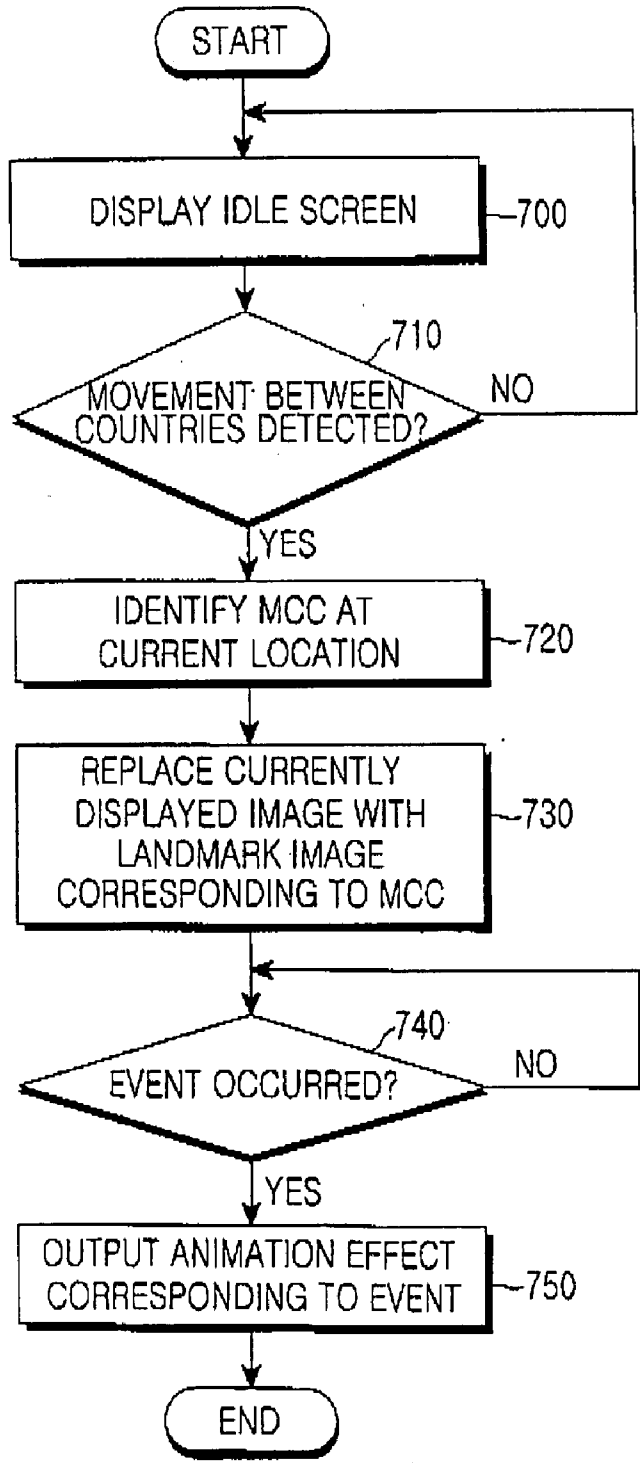 START
DISPLAY IDLE SCREEN
700
710
MOVEMENT BETWEEN
COUNTRIES DETECTED?
NO
YES
IDENTIFY MCC AT
CURRENT LOCATION
720
REPLACE CURRENTLY
DISPLAYED IMAGE WITH
LANDMARK IMAGE
CORRESPONDING TO MCC
730
740
EVENT OCCURRED?
NO
YES
OUTPUT ANIMATION EFFECT
CORRESPONDING TO EVENT
750
END